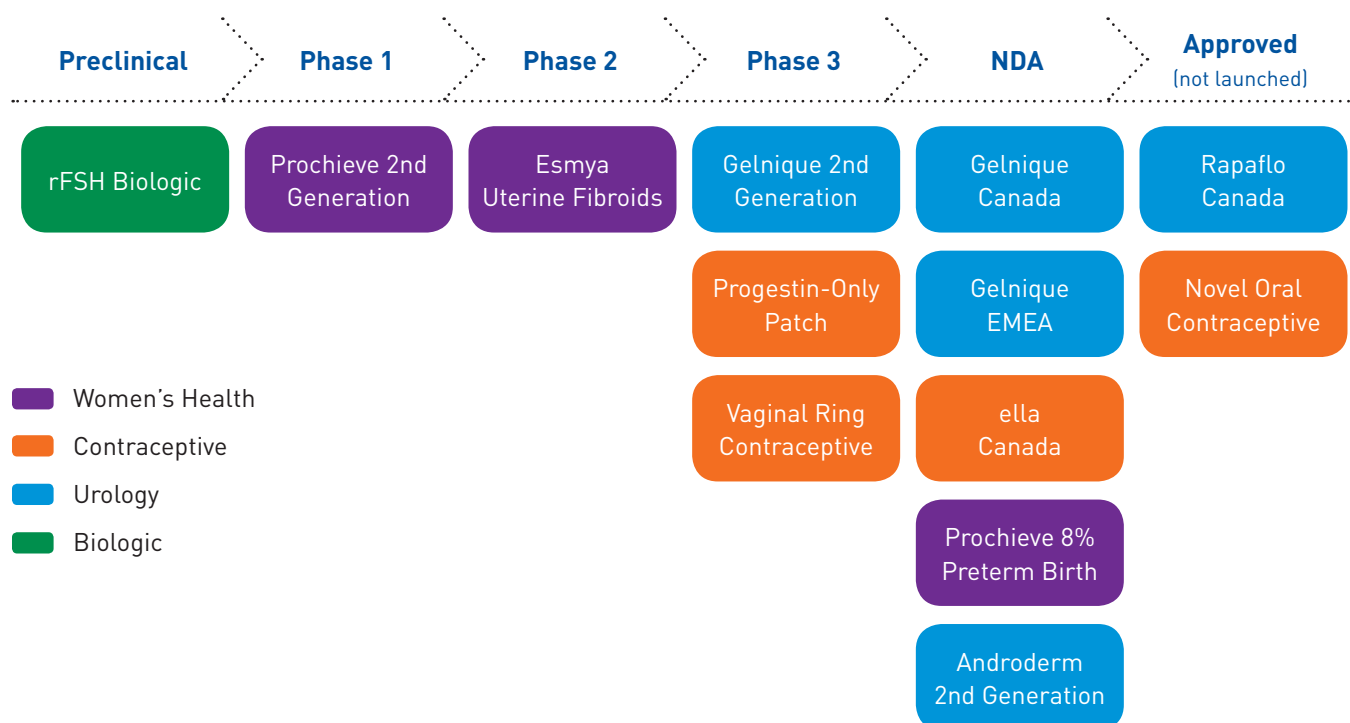 Preclinical
Phase 1
Phase 2
Phase 3
NDA
Approved
(not launched)
rFSH Biologic
Prochieve 2nd
Generation
Esmya
Uterine Fibroids
Gelnique 2nd
Generation
Gelnique
Canada
Rapaflo
Canada
Progestin-Only
Patch
Gelnique
EMEA
Novel Oral
Contraceptive
Vaginal Ring
Contraceptive
ella
Canada
Prochieve 8%
Preterm Birth
Androderm
2nd Generation
Women's Health
Contraceptive
Urology
Biologic